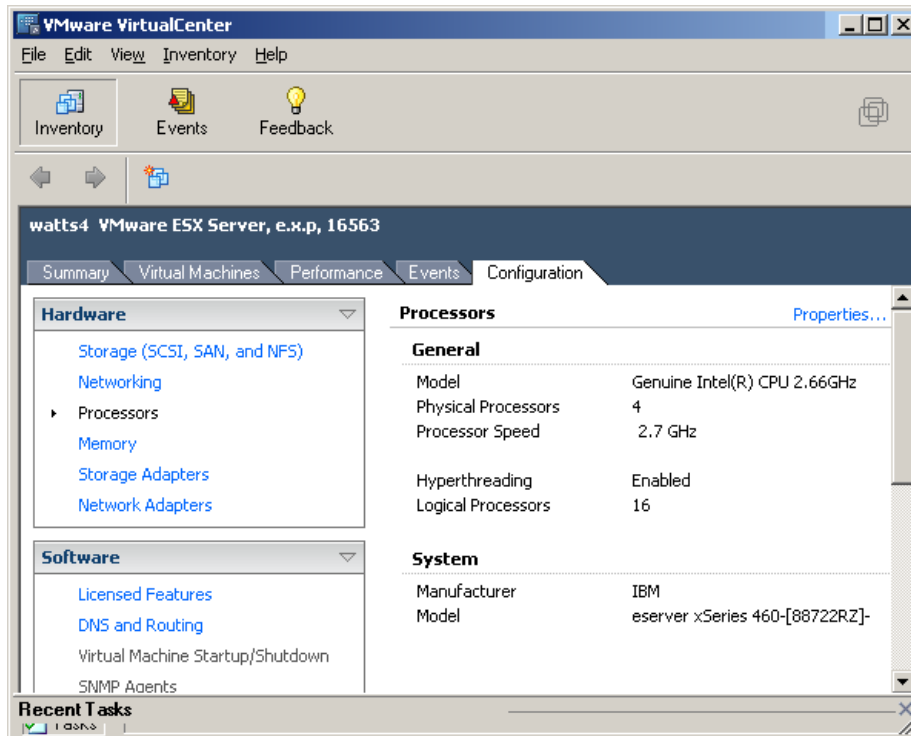 VMware VirtualCenter
File Edit View Inventory Help
Inventory Events Feedback
watts4 VMware ESX Server, e.x.p, 16563
Summary Virtual Machines Performance Events Configuration
Hardware
Storage (SCSI, SAN, and NFS)
Networking
Processors
Memory
Storage Adapters
Network Adapters
Software
Licensed Features
DNS and Routing
Virtual Machine Startup/Shutdown
SNMP Agents
Processors Properties...
General
Model Genuine Intel(R) CPU 2.66GHz
Physical Processors 4
Processor Speed 2.7 GHz
Hyperthreading Enabled
Logical Processors 16
System
Manufacturer IBM
Model eserver xSeries 460-[88722RZ]-
Recent Tasks
Tasks